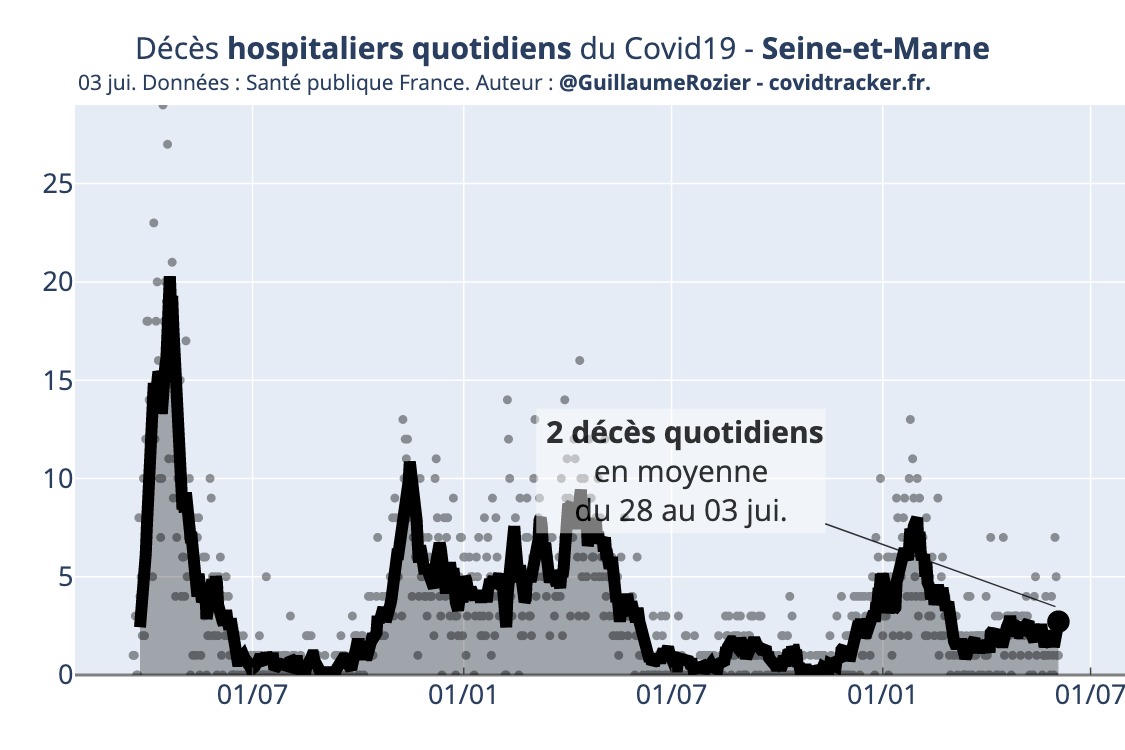 Décès hospitaliers quotidiens du Covid19 - Seine-et-Marne
03 jui. Données : Santé publique France. Auteur : @GuillaumeRozier - covidtracker.fr.
25
20
15
10
5
0
2 décès quotidiens
en moyenne
du 28 au 03 jui.
01/07 01/01 01/07 01/01 01/07